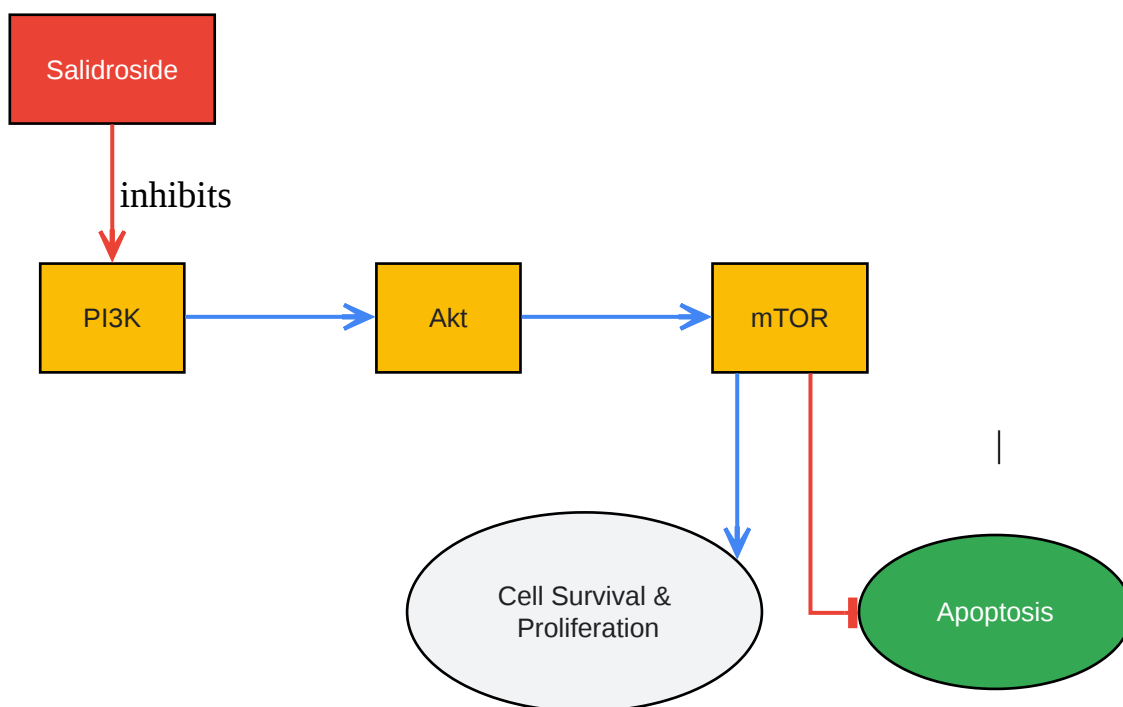 Salidroside
inhibits
PI3K
Akt
mTOR
|
Cell Survival &
Proliferation
Apoptosis